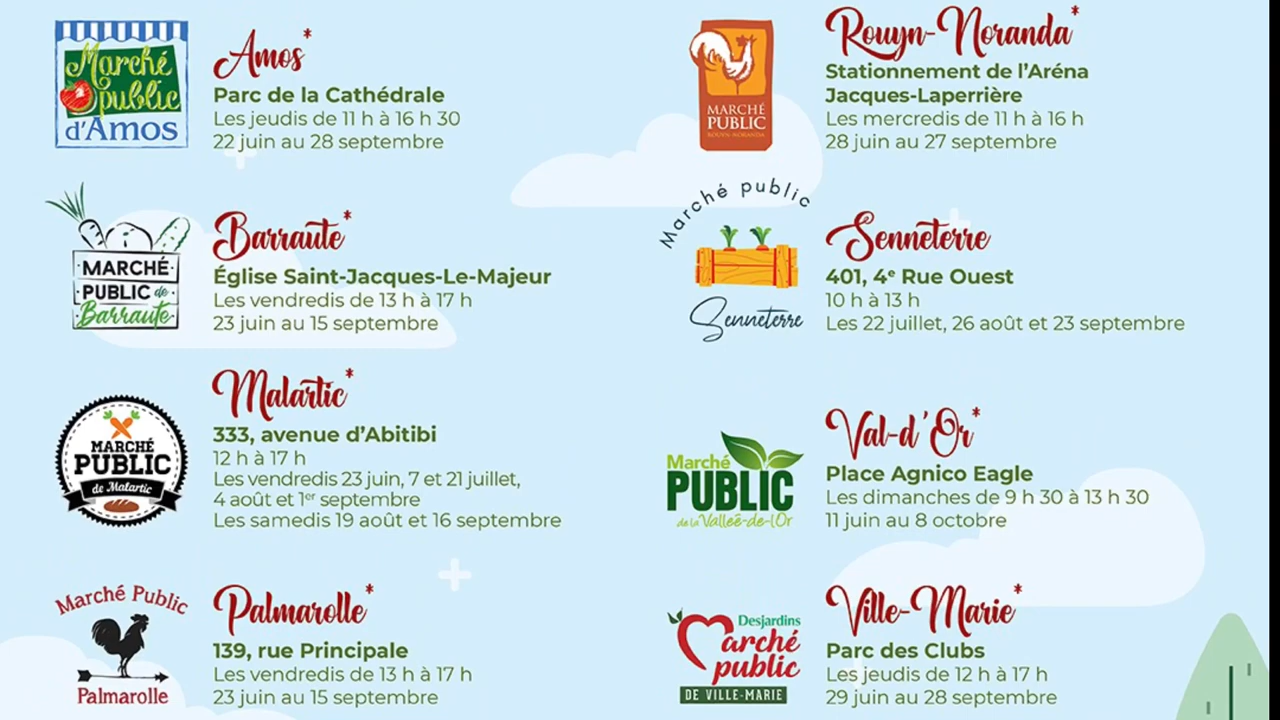 Marché
public
d'Amos
Amos*
Parc de la Cathédrale
Les jeudis de 11 h à 16 h 30
22 juin au 28 septembre
MARCHÉ
PUBLIC
ROUYN-NORANDA
Rouyn-Noranda*
Stationnement de l'Aréna
Jacques-Laperrière
Les mercredis de 11 h à 16 h
28 juin au 27 septembre
MARCHÉ
PUBLIC de
Barraute
Barraute*
Église Saint-Jacques-Le-Majeur
Les vendredis de 13 h à 17 h
23 juin au 15 septembre
Marché public
Senneterre
Senneterre
401, 4e Rue Ouest
10 h à 13 h
Les 22 juillet, 26 août et 23 septembre
MARCHÉ
PUBLIC
de Malartic
Malartic*
333, avenue d'Abitibi
12 h à 17 h
Les vendredis 23 juin, 7 et 21 juillet,
4 août et 1er septembre
Les samedis 19 août et 16 septembre
Marché
PUBLIC
de la Vallée-de-l'Or
Val-d'Or*
Place Agnico Eagle
Les dimanches de 9 h 30 à 13 h 30
11 juin au 8 octobre
Marché Public
Palmarolle
Palmarolle*
139, rue Principale
Les vendredis de 13 h à 17 h
23 juin au 15 septembre
Desjardins
Marché
public
DE VILLE-MARIE
Ville-Marie*
Parc des Clubs
Les jeudis de 12 h à 17 h
29 juin au 28 septembre